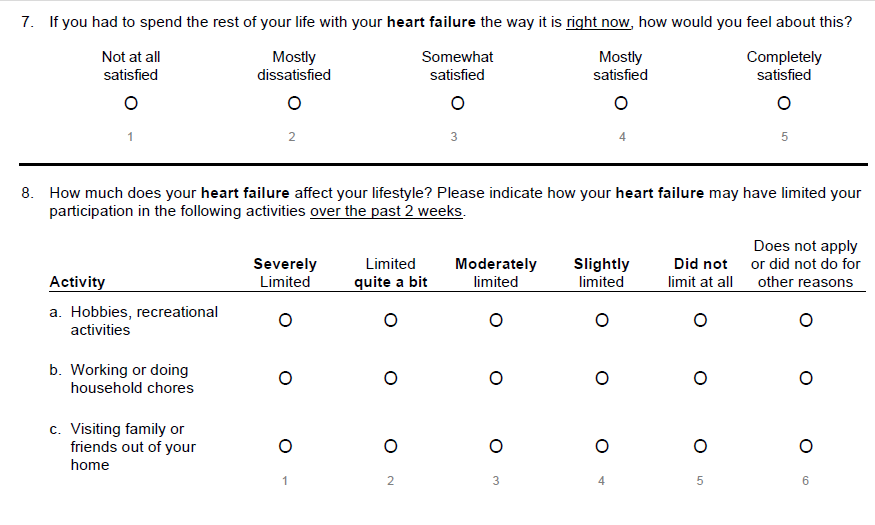 7. If you had to spend the rest of your life with your heart failure the way it is right now, how would you feel about this?
Not at all satisfied
Mostly dissatisfied
Somewhat satisfied
Mostly satisfied
Completely satisfied
O O O O O
1 2 3 4 5
8. How much does your heart failure affect your lifestyle? Please indicate how your heart failure may have limited your
participation in the following activities over the past 2 weeks.
Activity
Severely Limited
Limited quite a bit
Moderately limited
Slightly limited
Did not limit at all
Does not apply or did not do for other reasons
a. Hobbies, recreational
activities
O O O O O O
b. Working or doing
household chores
O O O O O O
c. Visiting family or
friends out of your
home
O O O O O O
1 2 3 4 5 6